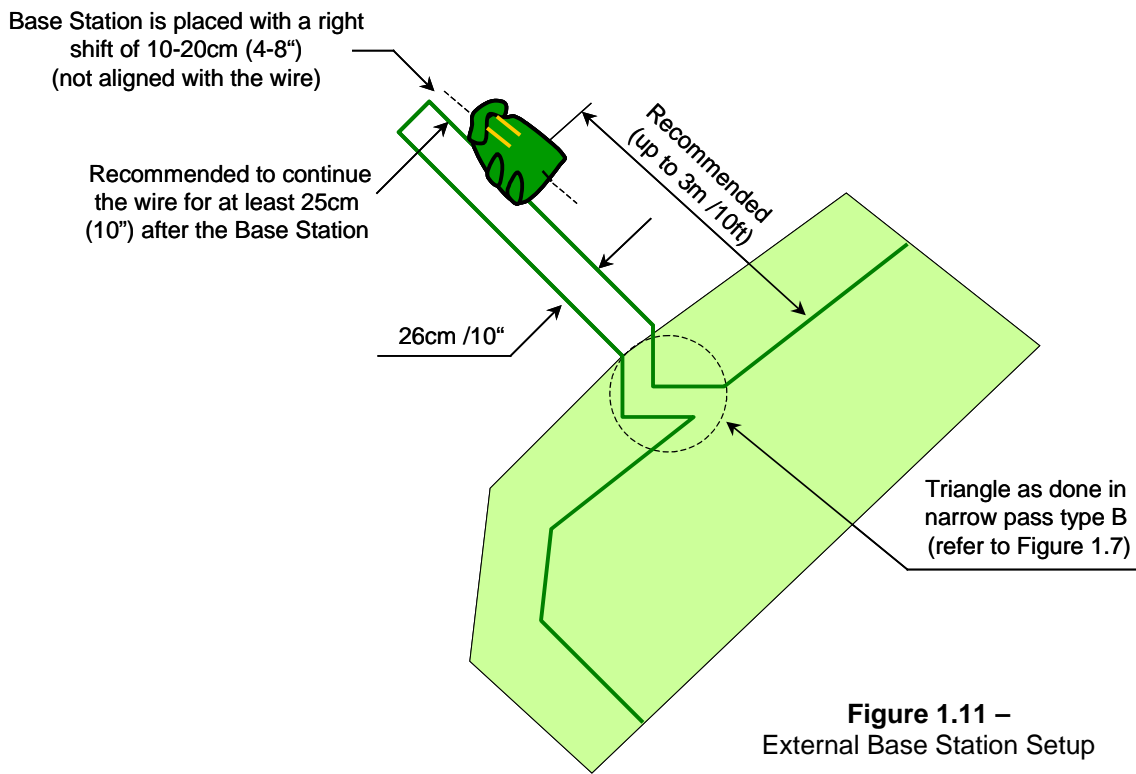 Base Station is placed with a right
shift of 10-20cm (4-8“)
(not aligned with the wire)
Recommended to continue
the wire for at least 25cm
(10”) after the Base Station
Recommended
(up to 3m /10ft)
26cm /10“
Triangle as done in
narrow pass type B
(refer to Figure 1.7)
Figure 1.11 –
External Base Station Setup